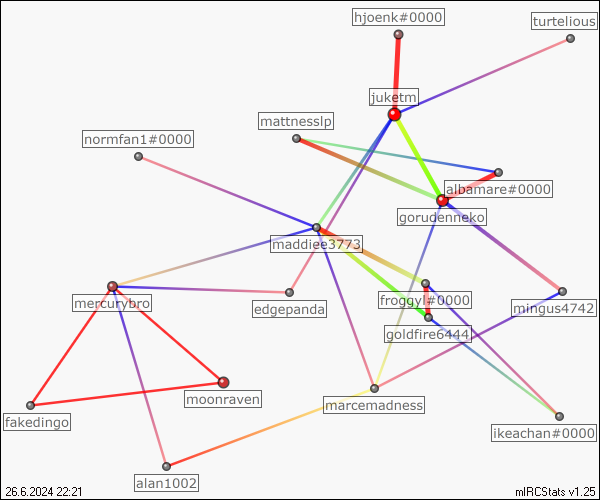 hjoenk#0000
turtelious
juketm
mattnesslp
normfan1#0000
albamare#0000
gorudenneko
maddiee3773
froggyl#0000
mercurybro
edgepanda
mingus4742
goldfire6444
moonraven
marcemadness
fakedingo
ikeachan#0000
alan1002
26.6.2024 22:21
mIRCStats v1.25